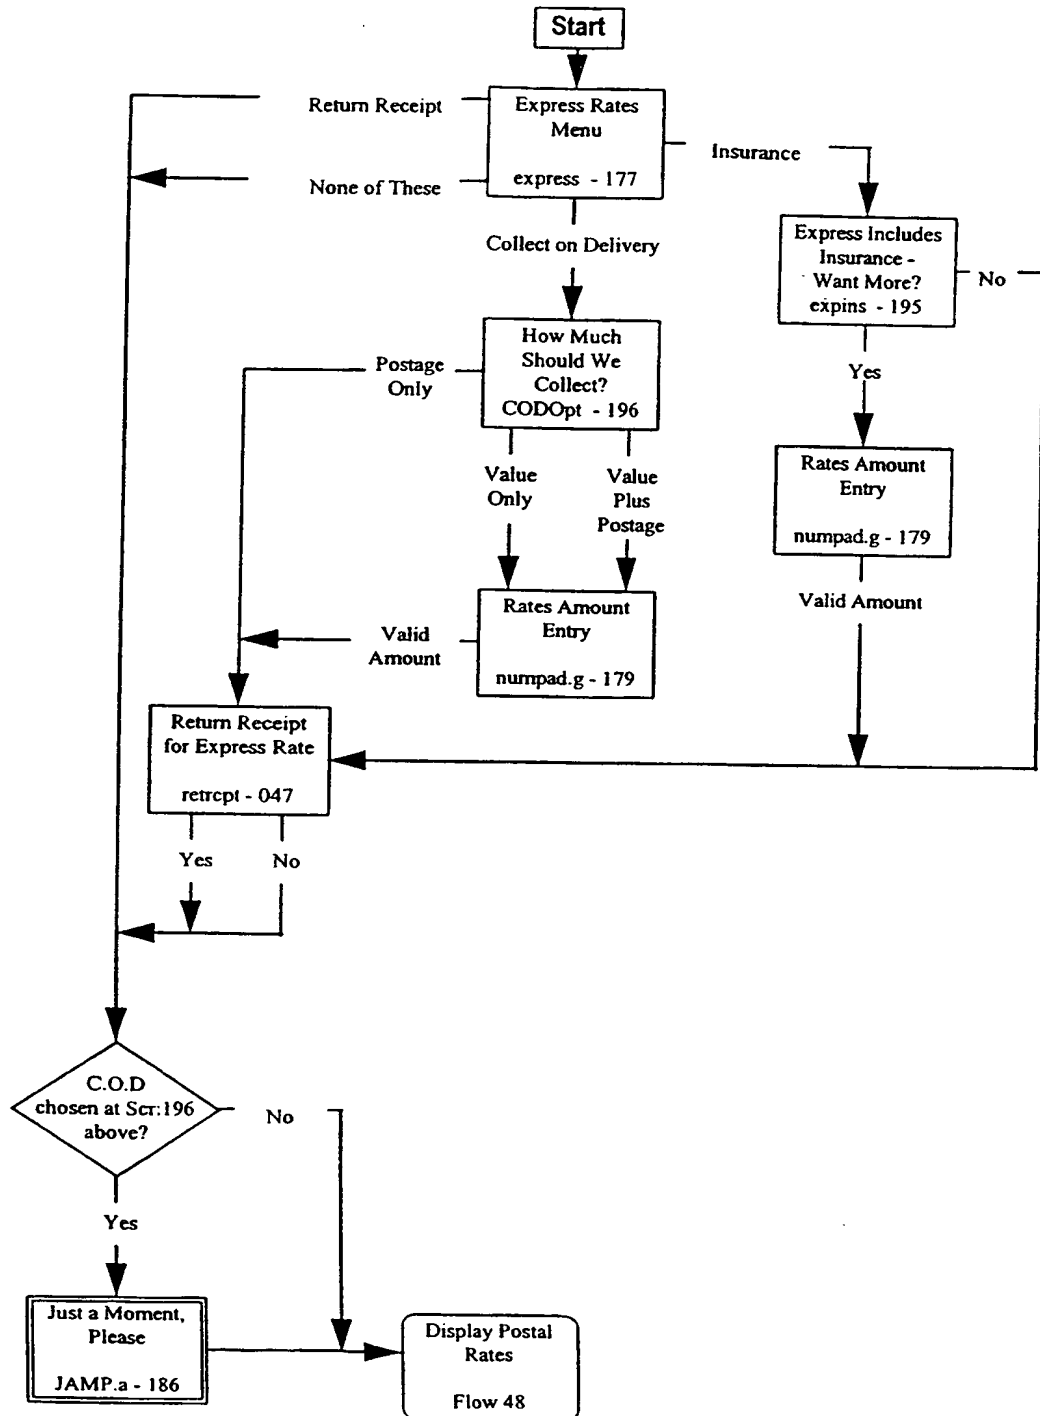 Start
Express Rates
Menu
express - 177
Return Receipt
None of These
Insurance
Collect on Delivery
Express Includes
Insurance -
Want More?
expins - 195
No
Yes
How Much
Should We
Collect?
CODOpt - 196
Postage
Only
Value
Only
Value
Plus
Postage
Rates Amount
Entry
numpad.g - 179
Valid Amount
Rates Amount
Entry
numpad.g - 179
Valid
Amount
Return Receipt
for Express Rate
retrcpt - 047
Yes
No
C.O.D
chosen at Scr:196
above?
No
Yes
Just a Moment,
Please
JAMP.a - 186
Display Postal
Rates
Flow 48